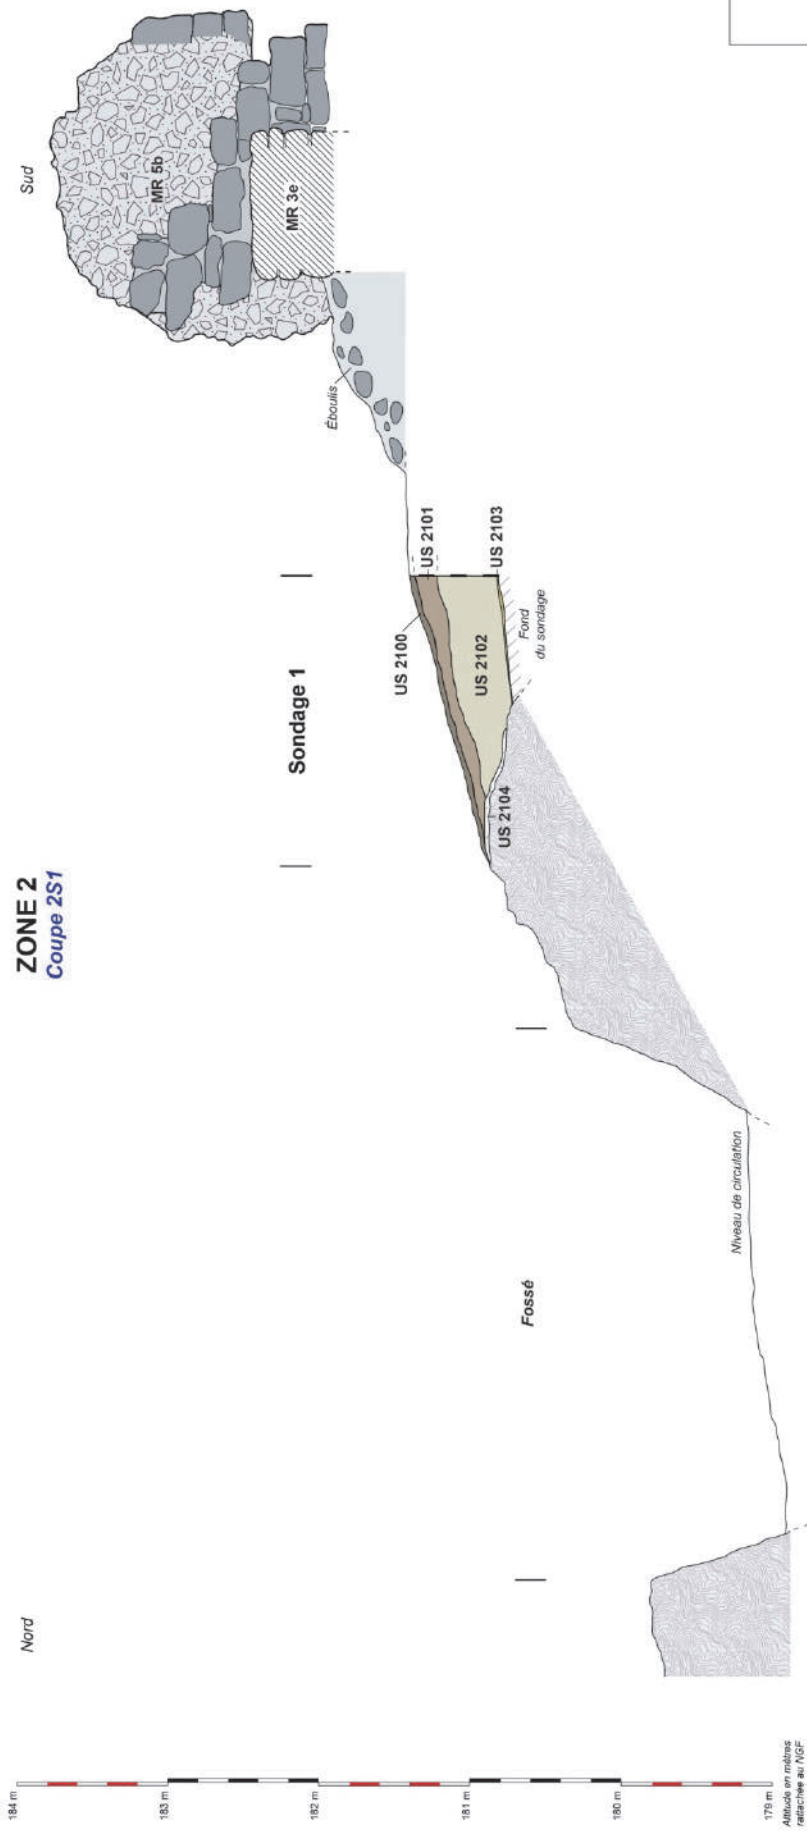 ZONE 2
Coupe 2S1
Nord
Sud
184 m
183 m
182 m
181 m
180 m
179 m
Altitude en mètres
rattachée au NGF
Fossé
Niveau de circulation
Sondage 1
US 2100
US 2101
US 2102
US 2103
US 2104
Fond
du sondage
Éboulis
MR 5b
MR 3e